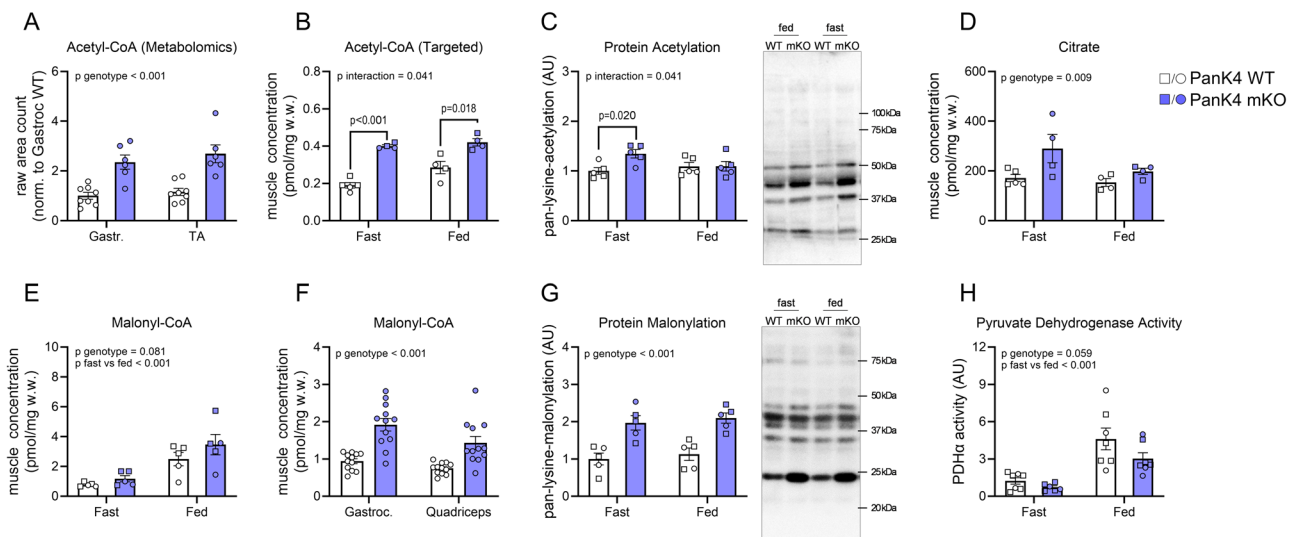 A
Acetyl-CoA (Metabolomics)
p genotype < 0.001
raw area count
(norm. to Gastroc WT)
6
4
2
0
Gastr.
TA
B
Acetyl-CoA (Targeted)
p interaction = 0.041
p<0.001
p=0.018
muscle concentration
(pmol/mg w.w.)
0.8
0.6
0.4
0.2
0.0
Fast
Fed
C
Protein Acetylation
p interaction = 0.041
p=0.020
pan-lysine-acetylation (AU)
3
2
1
0
Fast
Fed
fed
fast
WT mKO WT mKO
100kDa
75kDa
50kDa
37kDa
25kDa
D
Citrate
p genotype = 0.009
muscle concentration
(pmol/mg w.w.)
600
400
200
0
Fast
Fed
/ PanK4 WT
/ PanK4 mKO
E
Malonyl-CoA
p genotype = 0.081
p fast vs fed < 0.001
muscle concentration
(pmol/mg w.w.)
10
8
6
4
2
0
Fast
Fed
F
Malonyl-CoA
p genotype < 0.001
muscle concentration
(pmol/mg w.w.)
4
3
2
1
0
Gastroc.
Quadriceps
G
Protein Malonylation
p genotype < 0.001
pan-lysine-malonylation (AU)
4
3
2
1
0
Fast
Fed
fast
fed
WT mKO WT mKO
75kDa
50kDa
37kDa
25kDa
20kDa
H
Pyruvate Dehydrogenase Activity
p genotype = 0.059
p fast vs fed < 0.001
PDHα activity (AU)
12
9
6
3
0
Fast
Fed